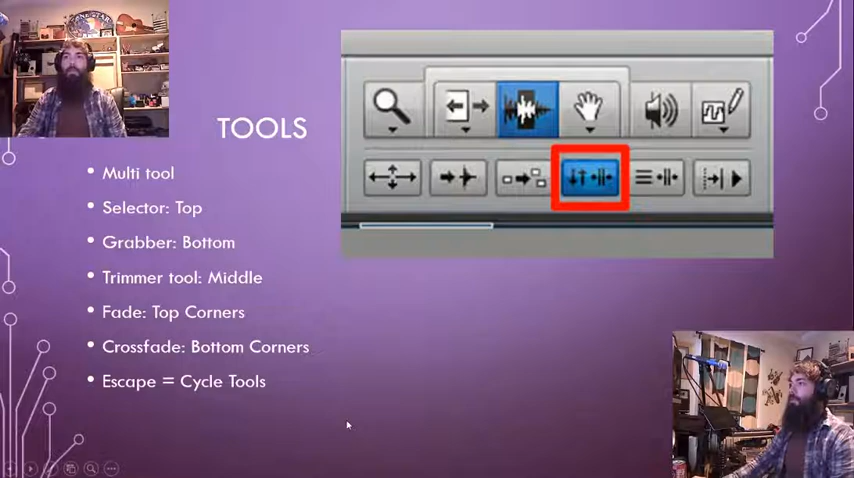 TOOLS
Multi tool
Selector: Top
Grabber: Bottom
Trimmer tool: Middle
Fade: Top Corners
Crossfade: Bottom Corners
Escape = Cycle Tools